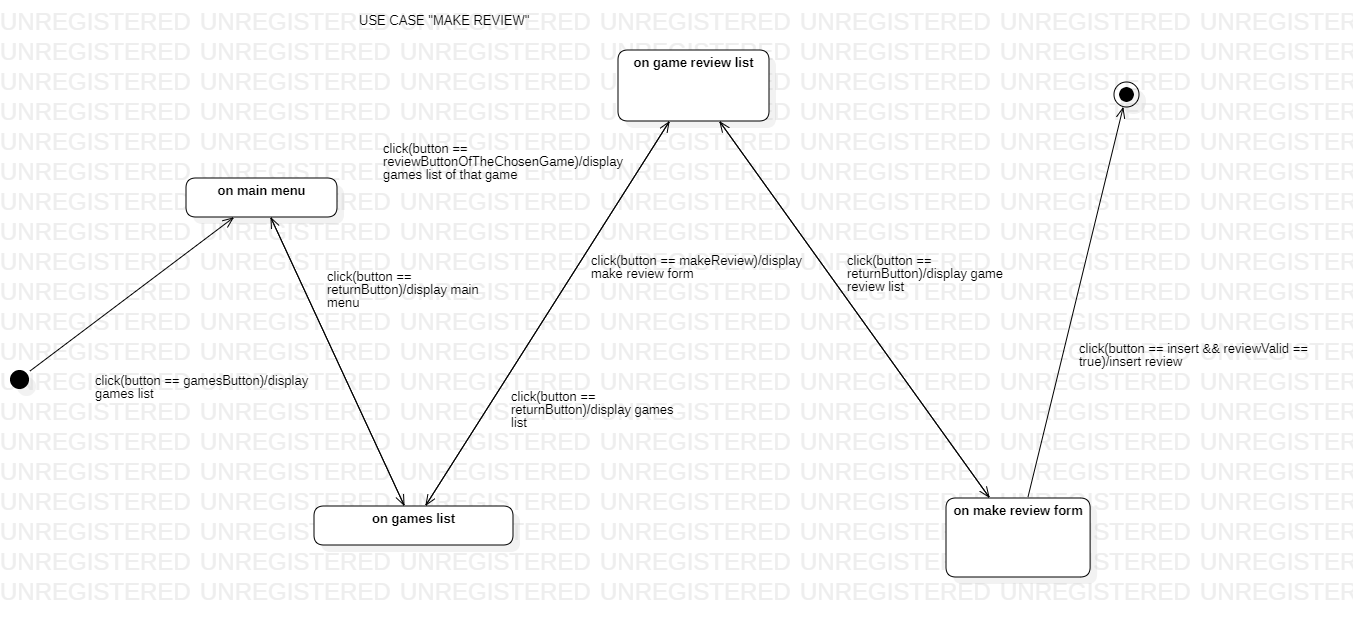 USE CASE "MAKE REVIEW"
on game review list
click(button ==
reviewButtonOfTheChosenGame)/display
games list of that game
on main menu
click(button == makeReview)/display
make review form
click(button ==
returnButton)/display game
review list
click(button ==
returnButton)/display main
menu
click(button == insert && reviewValid ==
true)/insert review
click(button == gamesButton)/display
games list
click(button ==
returnButton)/display games
list
on make review form
on games list
UNREGISTERED UNREGISTERED UNREGISTERED UNREGISTERED UNREGISTERED UNREGISTERED